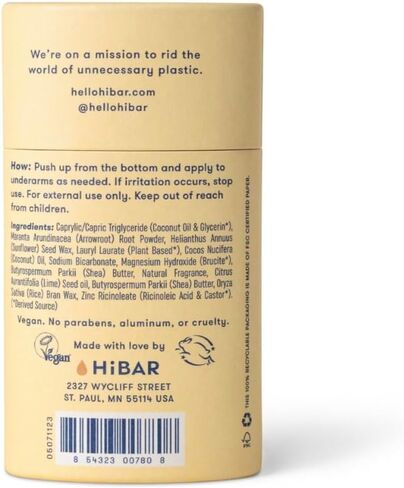 We're on a mission to rid the
world of unnecessary plastic.
hellohibar.com
@hellohibar
How: Push up from the bottom and apply to
underarms as needed. If irritation occurs, stop
use. For external use only. Keep out of reach
from children.
Ingredients: Caprylic/Capric Triglyceride (Coconut Oil & Glycerin*),
Maranta Arundinacea (Arrowroot) Root Powder, Helianthus Annuus
(Sunflower) Seed Wax, Lauryl Laurate (Plant Based*), Cocos Nucifera
(Coconut) Oil, Sodium Bicarbonate, Magnesium Hydroxide (Brucite*),
Butyrospermum Parkii (Shea) Butter, Natural Fragrance, Citrus
Aurantifolia (Lime) Seed oil, Butyrospermum Parkii (Shea) Butter, Oryza
Sativa (Rice) Bran Wax, Zinc Ricinoleate (Ricinoleic Acid & Castor*).
(*Derived Source)
Vegan. No parabens, aluminum, or cruelty.
Vegan
Made with love by
HiBAR
2327 WYCLIFF STREET
ST. PAUL, MN 55114 USA
05071123
8 54323 00780 8
THIS 100% RECYCLABLE PACKAGING IS MADE OF FSC CERTIFIED PAPER.
FSC